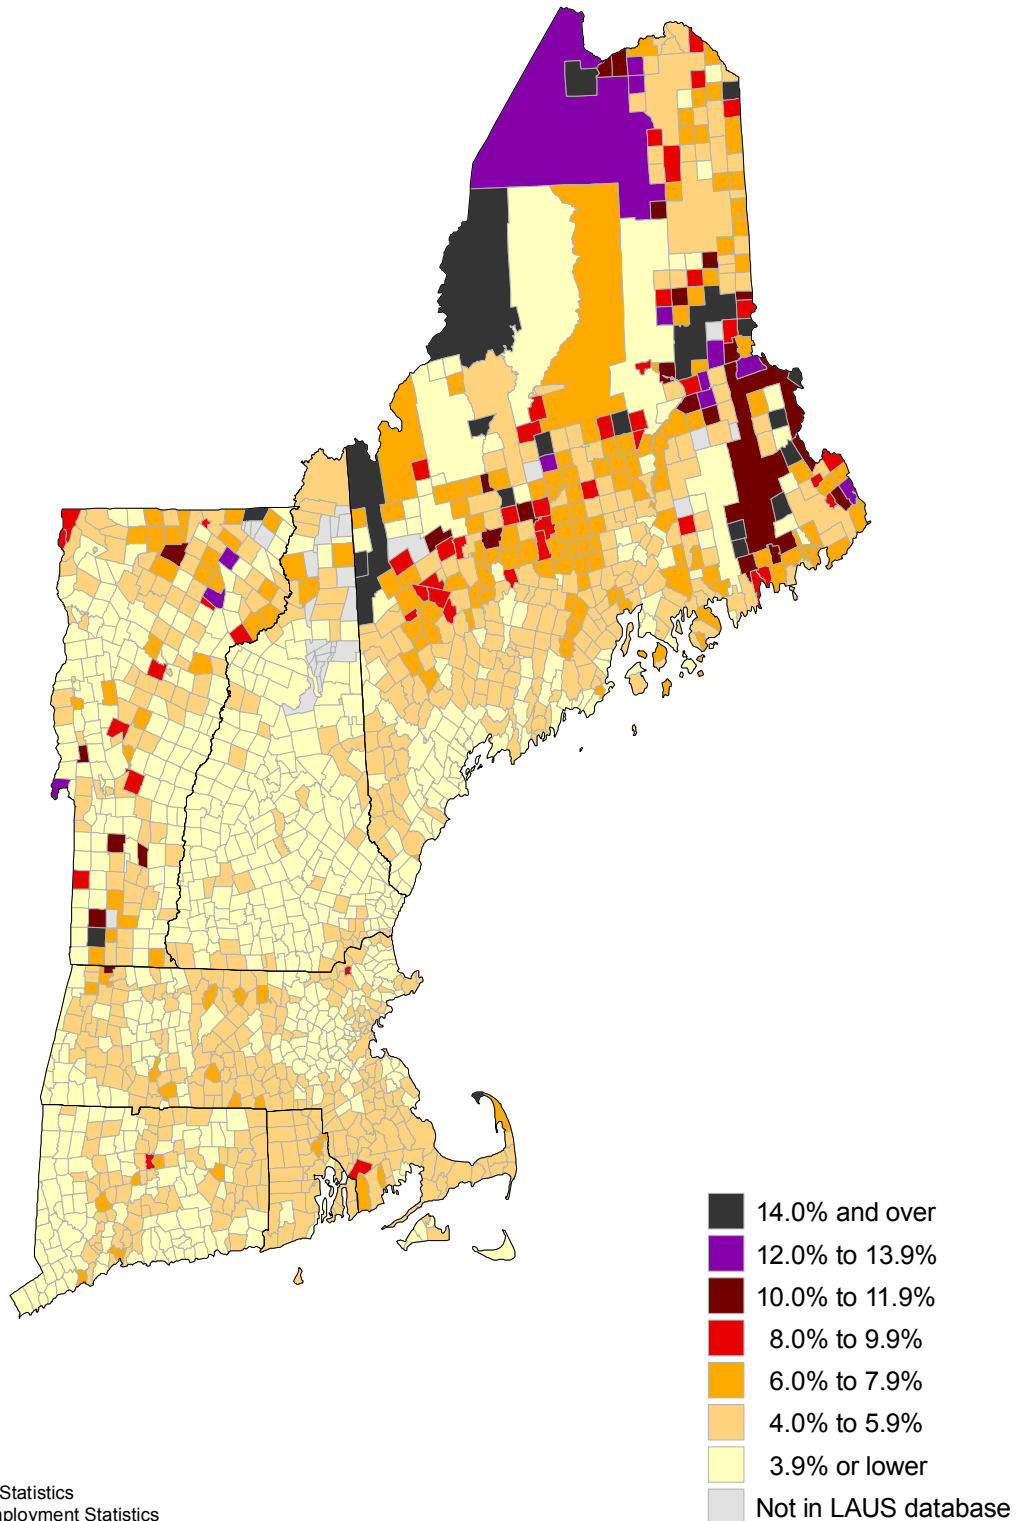 14.0% and over
12.0% to 13.9%
10.0% to 11.9%
8.0% to 9.9%
6.0% to 7.9%
4.0% to 5.9%
3.9% or lower
Not in LAUS database
Statistics
ployment Statistics